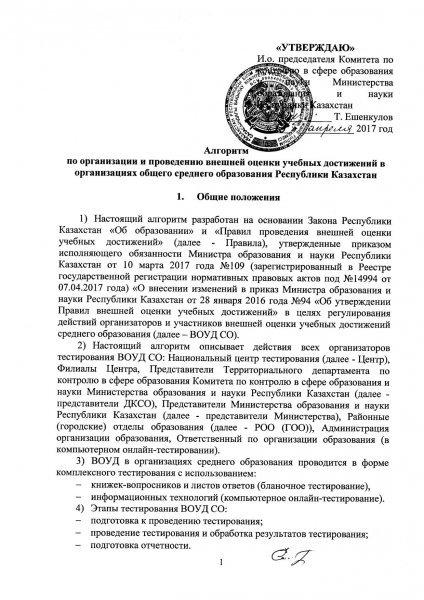 «УТВЕРЖДАЮ»
И.о. председателя Комитета по
контролю в сфере образования
и науки Министерства
образования и науки
Республики Казахстан
Т. Ешенкулов
апреля 2017 год
Алгоритм
по организации и проведению внешней оценки учебных достижений в
организациях общего среднего образования Республики Казахстан
1. Общие положения
1) Настоящий алгоритм разработан на основании Закона Республики
Казахстан «Об образовании» и «Правил проведения внешней оценки
учебных достижений» (далее - Правила), утвержденные приказом
исполняющего обязанности Министра образования и науки Республики
Казахстан от 10 марта 2017 года №109 (зарегистрированный в Реестре
государственной регистрации нормативных правовых актов под №14994 от
07.04.2017 года) «О внесении изменений в приказ Министра образования и
науки Республики Казахстан от 28 января 2016 года №94 «Об утверждении
Правил внешней оценки учебных достижений» в целях регулирования
действий организаторов и участников внешней оценки учебных достижений
среднего образования (далее – ВОУД СО).
2) Настоящий алгоритм описывает действия всех организаторов
тестирования ВОУД СО: Национальный центр тестирования (далее - Центр),
Филиалы Центра, Представители Территориального департамента по
контролю в сфере образования Комитета по контролю в сфере образования и
науки Министерства образования и науки Республики Казахстан (далее -
представители ДКСО), Представители Министерства образования и науки
Республики Казахстан (далее - представители Министерства), Районные
(городские) отделы образования (далее - РОО (ГОО)), Администрация
организации образования, Ответственный по организации образования (в
компьютерном онлайн-тестировании).
3) ВОУД в организациях среднего образования проводится в форме
комплексного тестирования с использованием:
– книжек-вопросников и листов ответов (бланочное тестирование),
– информационных технологий (компьютерное онлайн-тестирование).
4) Этапы тестирования ВОУД СО:
– подготовка к проведению тестирования;
– проведение тестирования и обработка результатов тестирования;
– подготовка отчетности.
1